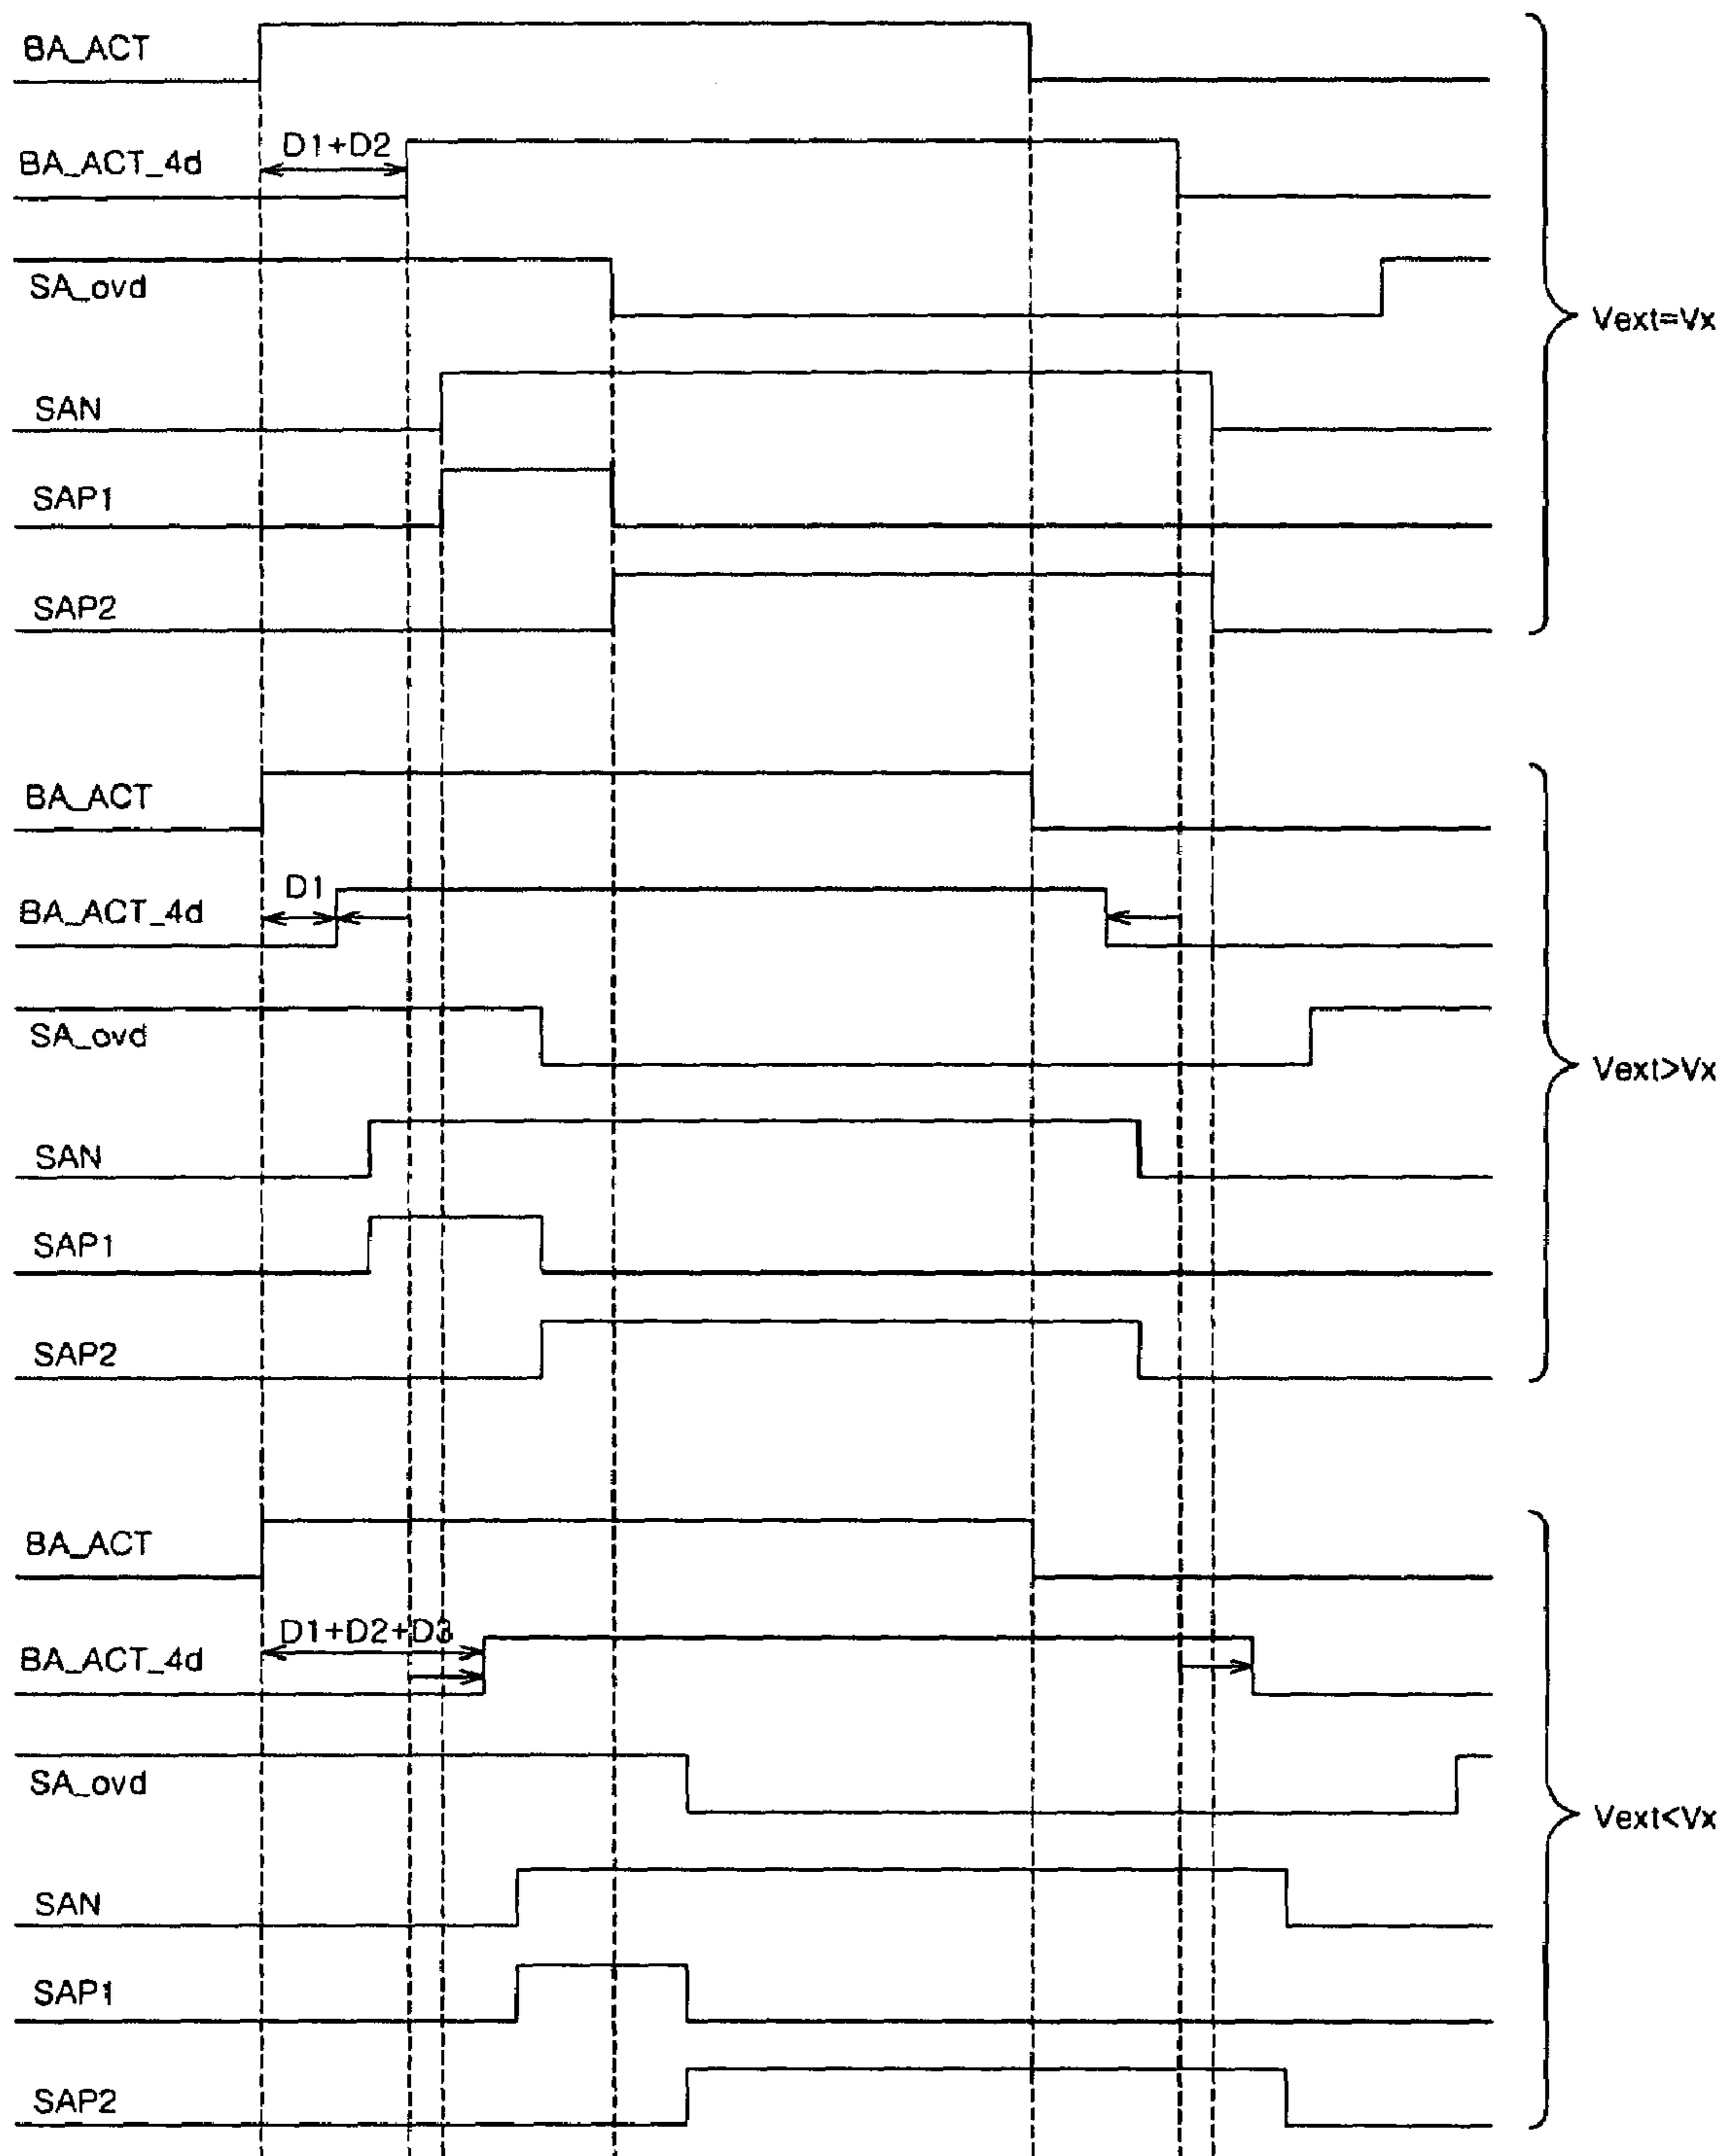 BA_ACT
D1+D2
BA_ACT_4d
SA_ovd
Vext=Vx
SAN
SAP1
SAP2
BA_ACT
D1
BA_ACT_4d
SA_ovd
Vext>Vx
SAN
SAP1
SAP2
BA_ACT
D1+D2+D3
BA_ACT_4d
SA_ovd
Vext<Vx
SAN
SAP1
SAP2